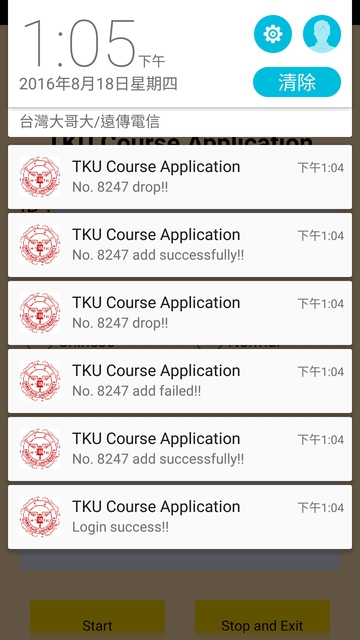 1:05下午
2016年8月18日星期四
清除
台灣大哥大/遠傳電信
TKU Course Application
TKU Course Application 下午1:04
No. 8247 drop!!
TKU Course Application 下午1:04
No. 8247 add successfully!!
TKU Course Application 下午1:04
No. 8247 drop!!
Chinese Normal
TKU Course Application 下午1:04
No. 8247 add failed!!
TKU Course Application 下午1:04
No. 8247 add successfully!!
TKU Course Application 下午1:04
Login success!!
Start Stop and Exit